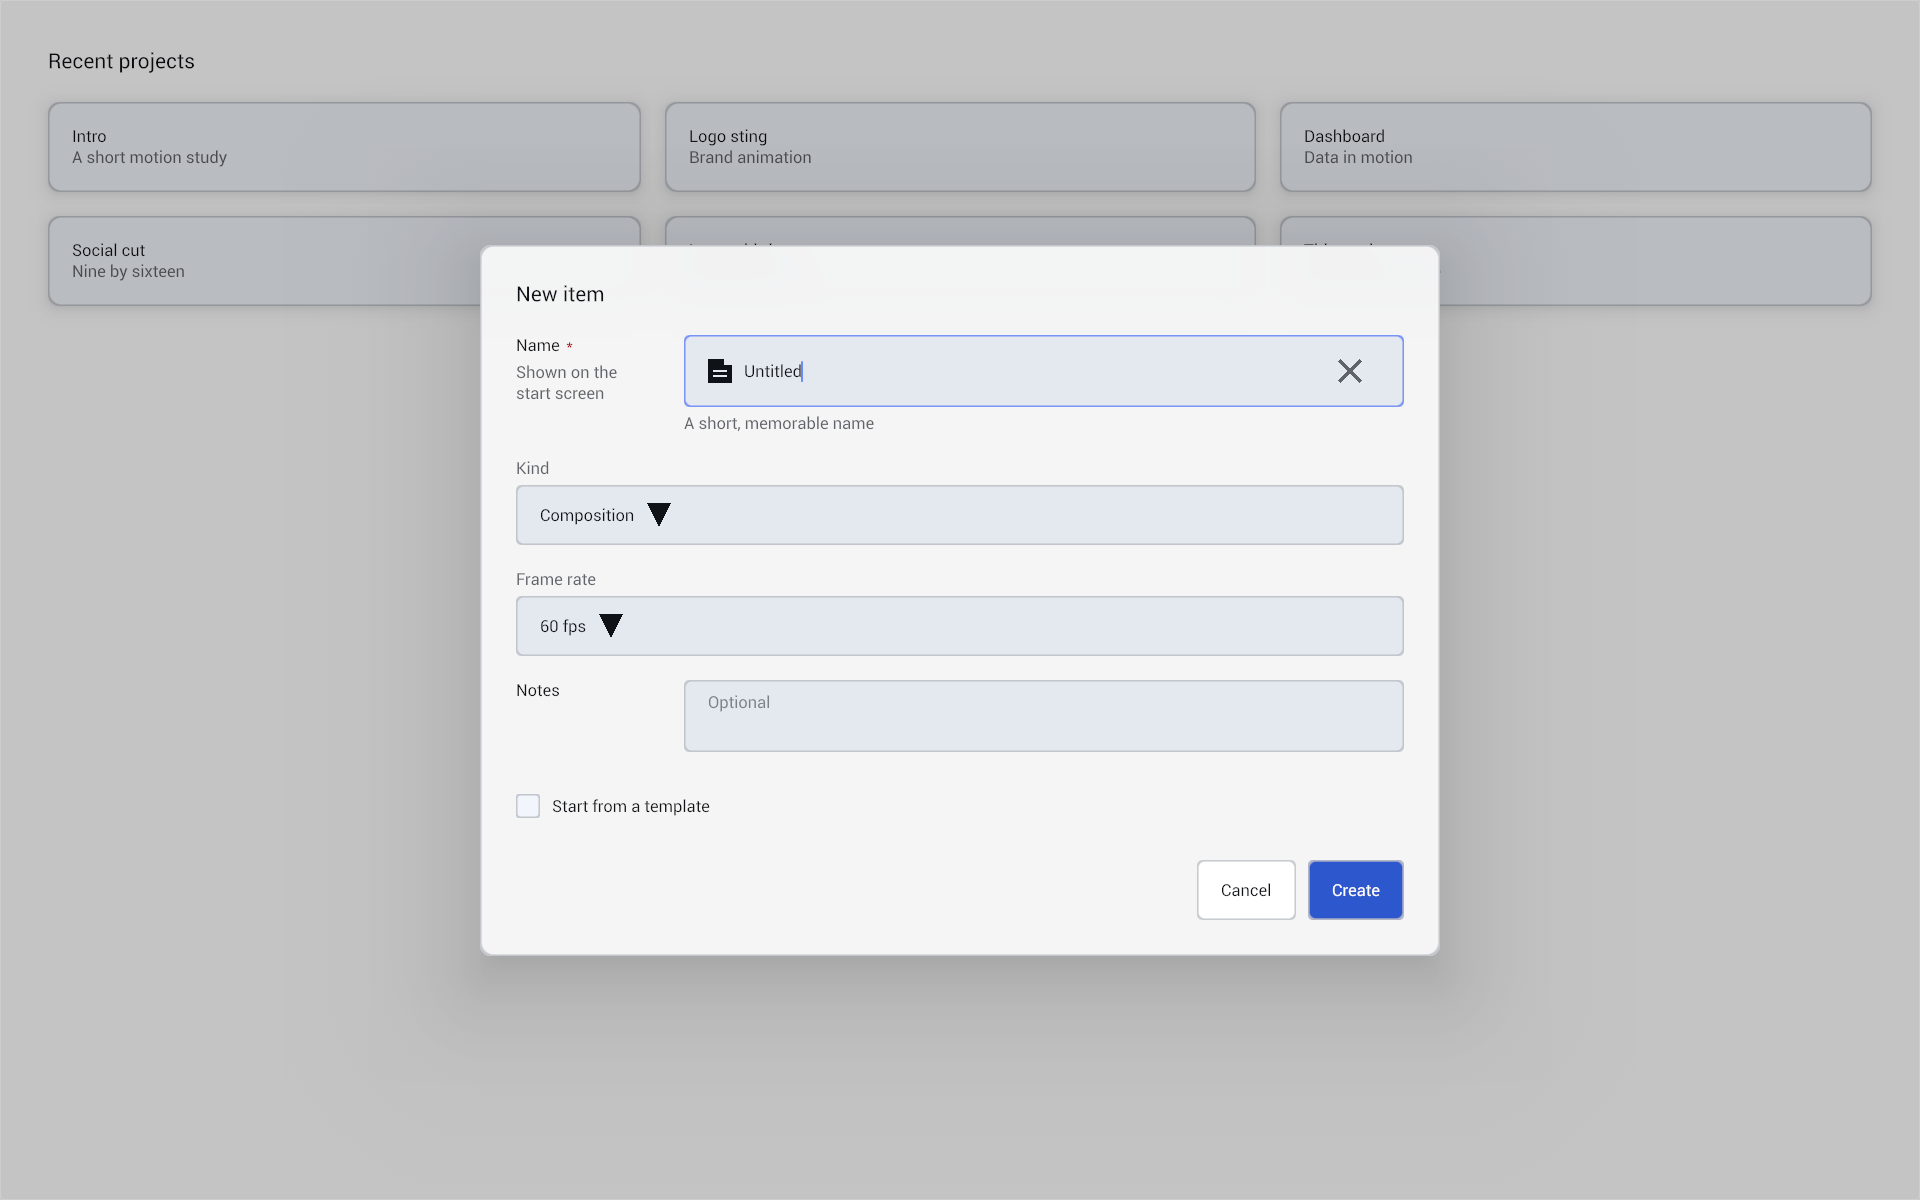 Recent projects
Intro
A short motion study
Logo sting
Brand animation
Dashboard
Data in motion
Social cut
Nine by sixteen
New item
Name *
Shown on the
start screen
Untitled
A short, memorable name
Kind
Composition
Frame rate
60 fps
Notes
Optional
Start from a template
Cancel
Create